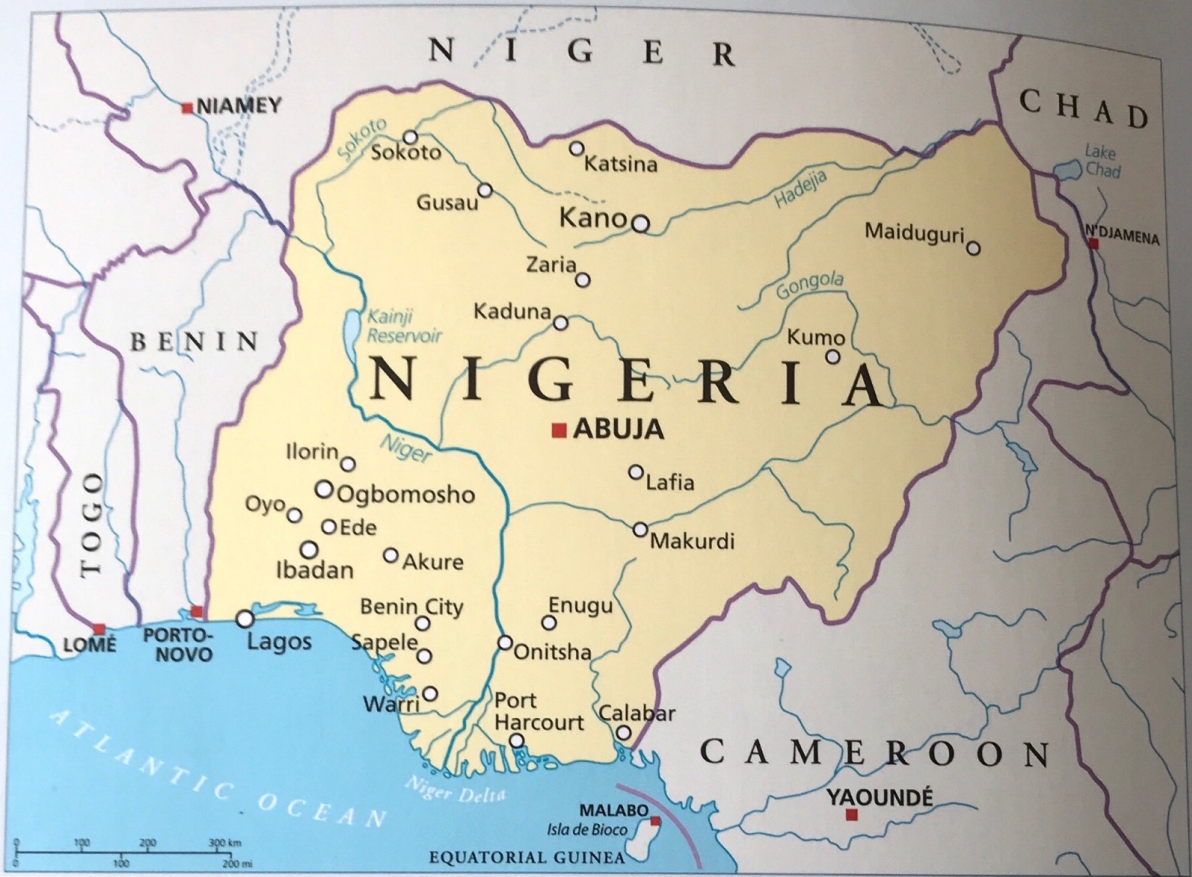 NIGER
CHAD
NIAMEY
Sokoto
Sokoto
Katsina
Lake
Chad
Hadejia
Gusau
Kano
Maiduguri
N'DJAMENA
Zaria
Gongola
Kaduna
Kainji
Reservoir
Kumo
BENIN
NIGERIA
ABUJA
Niger
Ilorin
Lafia
Ogbomosho
Oyo
Ede
TOGO
Makurdi
Akure
Ibadan
Benin City
Enugu
LOMÉ
PORTO-
NOVO
Lagos
Sapele
Onitsha
Warri
Port
Harcourt
Calabar
ATLANTIC OCEAN
CAMEROON
Niger Delta
YAOUNDÉ
MALABO
Isla de Bioco
EQUATORIAL GUINEA
0 100 200 300 km
0 100 200 mi